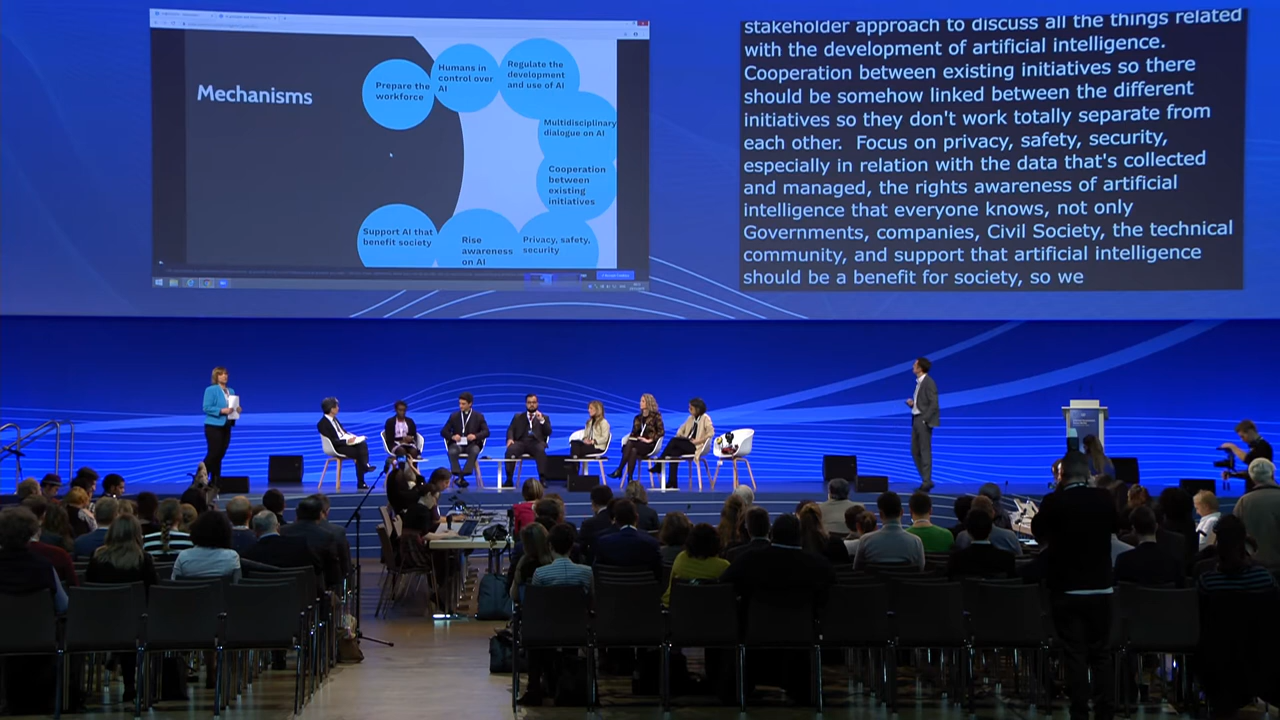 Mechanisms
Prepare the
workforce
Humans in
control over
AI
Regulate the
development
and use of AI
Multidisciplinary
dialogue on AI
Cooperation
between
existing
initiatives
Privacy, safety,
security
Rise
awareness
on AI
Support AI that
benefit society
stakeholder approach to discuss all the things related
with the development of artificial intelligence.
Cooperation between existing initiatives so there
should be somehow linked between the different
initiatives so they don't work totally separate from
each other.  Focus on privacy, safety, security,
especially in relation with the data that's collected
and managed, the rights awareness of artificial
intelligence that everyone knows, not only
Governments, companies, Civil Society, the technical
community, and support that artificial intelligence
should be a benefit for society, so we